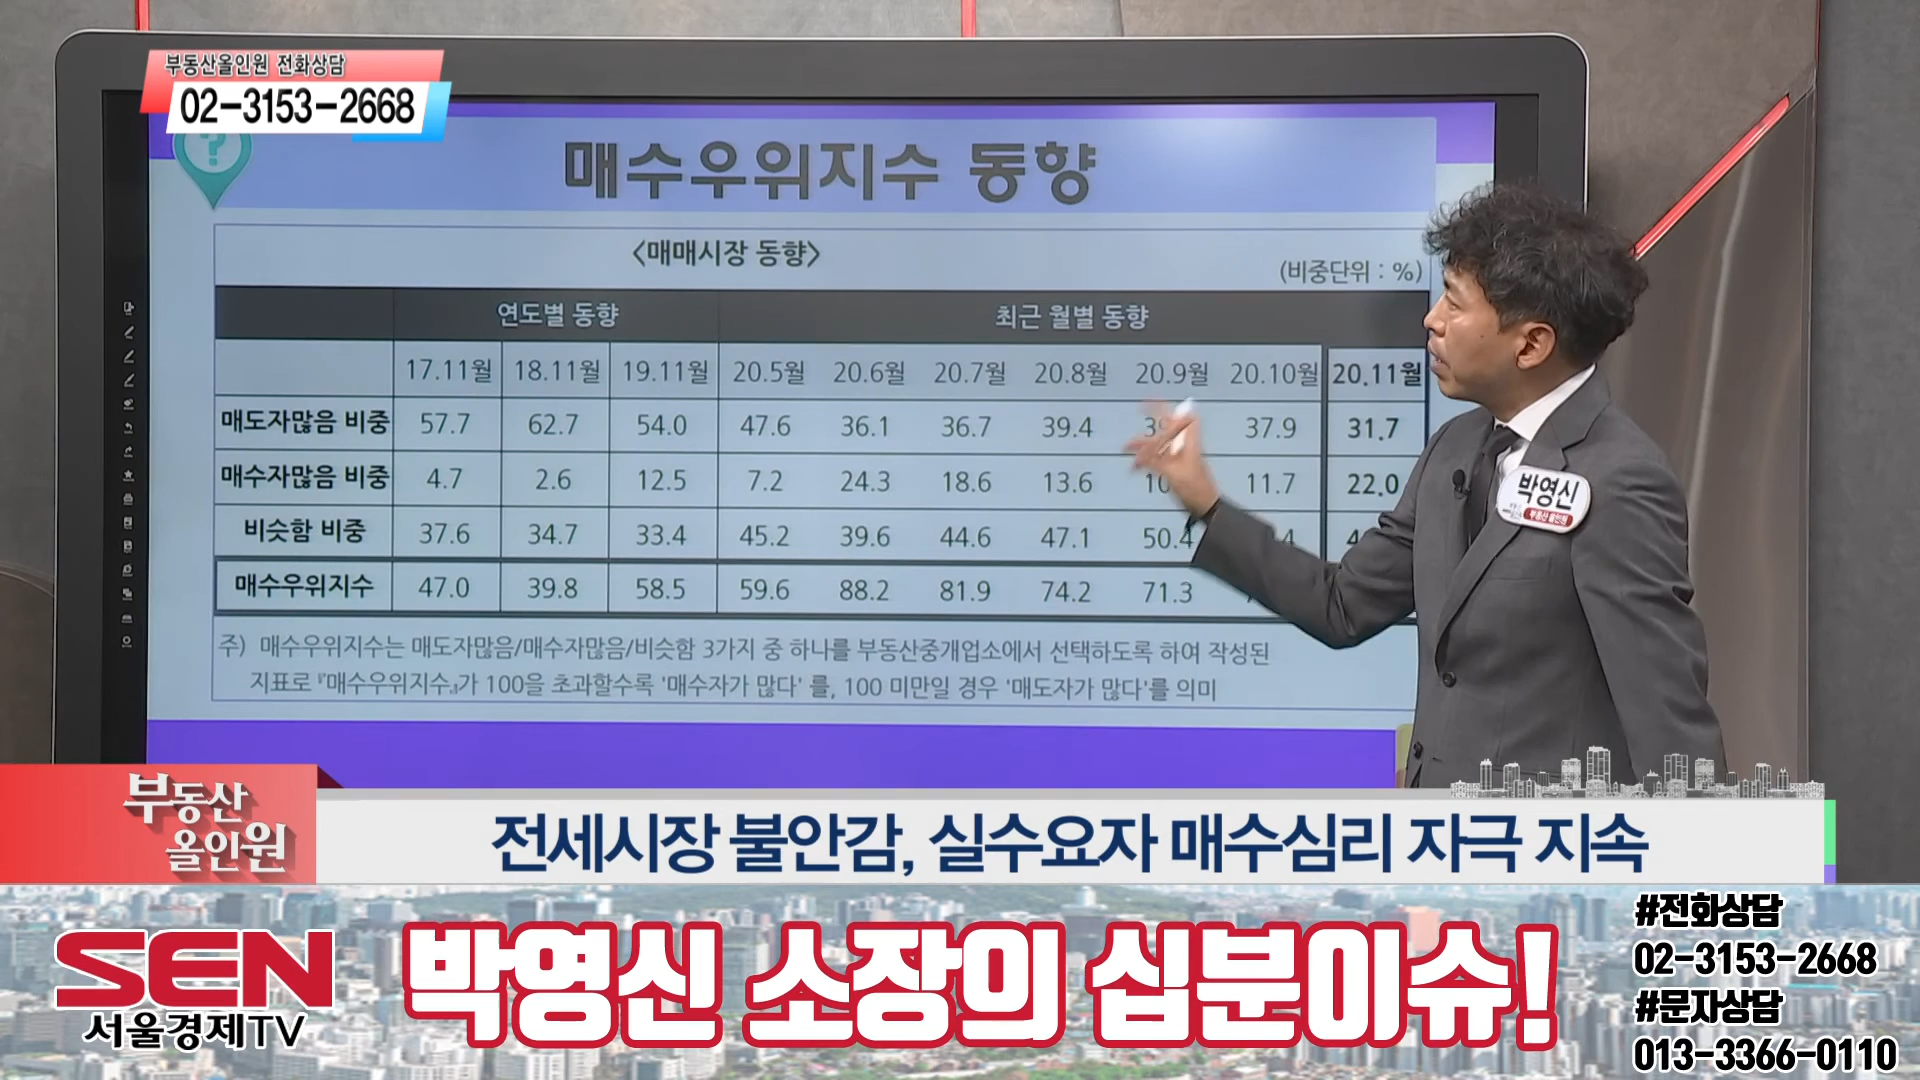 부동산올인원 전화상담
02-3153-2668
?
매수우위지수 동향
<매매시장 동향>
(비중단위 : %)
연도별 동향 최근 월별 동향
17.11월 18.11월 19.11월 20.5월 20.6월 20.7월 20.8월 20.9월 20.10월 20.11월
매도자많음 비중 57.7 62.7 54.0 47.6 36.1 36.7 39.4 37.9 31.7
매수자많음 비중 4.7 2.6 12.5 7.2 24.3 18.6 13.6 11.7 22.0
비슷함 비중 37.6 34.7 33.4 45.2 39.6 44.6 47.1 50.4
매수우위지수 47.0 39.8 58.5 59.6 88.2 81.9 74.2 71.3
주) 매수우위지수는 매도자많음/매수자많음/비슷함 3가지 중 하나를 부동산중개업소에서 선택하도록 하여 작성된
지표로 『매수우위지수』가 100을 초과할수록 '매수자가 많다' 를, 100 미만일 경우 '매도자가 많다'를 의미
박영신
부동산 올인원
부동산
올인원
전세시장 불안감, 실수요자 매수심리 자극 지속
SEN
서울경제TV
박영신 소장의 십분이슈!
#전화상담
02-3153-2668
#문자상담
013-3366-0110